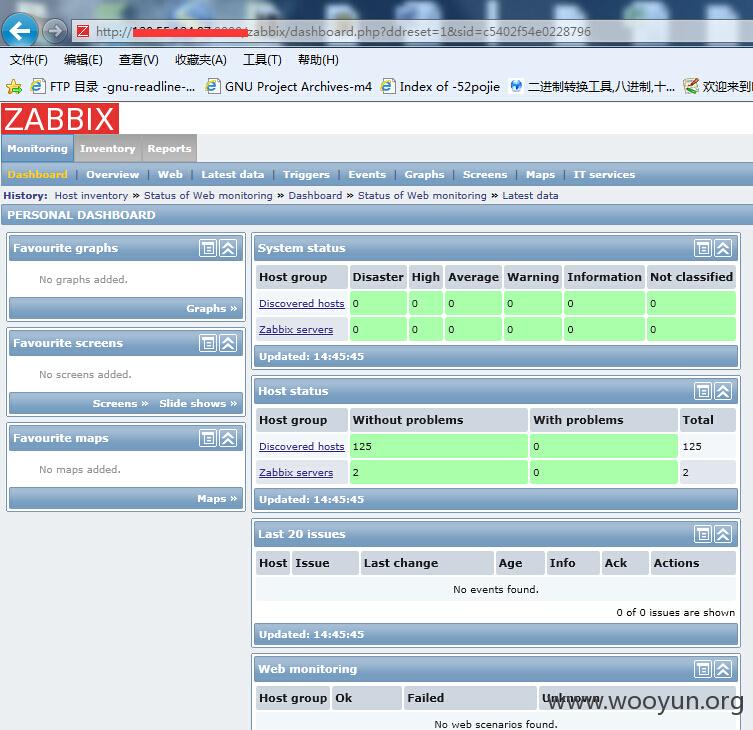 http:// zabbix/dashboard.php?ddreset=1&sid=c5402f54e0228796
文件(F) 编辑(E) 查看(V) 收藏夹(A) 工具(T) 帮助(H)
FTP 目录 -gnu-readline-... GNU Project Archives-m4 Index of -52pojie 二进制转换工具,八进制,十... 欢迎来到
ZABBIX
Monitoring Inventory Reports
Dashboard | Overview | Web | Latest data | Triggers | Events | Graphs | Screens | Maps | IT services
History: Host inventory » Status of Web monitoring » Dashboard » Status of Web monitoring » Latest data
PERSONAL DASHBOARD
Favourite graphs
No graphs added.
Graphs »
Favourite screens
No screens added.
Screens » Slide shows »
Favourite maps
No maps added.
Maps »
System status
Host group Disaster High Average Warning Information Not classified
Discovered hosts 0 0 0 0 0 0
Zabbix servers 0 0 0 0 0 0
Updated: 14:45:45
Host status
Host group Without problems With problems Total
Discovered hosts 125 0 125
Zabbix servers 2 0 2
Updated: 14:45:45
Last 20 issues
Host Issue Last change Age Info Ack Actions
No events found.
0 of 0 issues are shown
Updated: 14:45:45
Web monitoring
Host group Ok Failed Unknown
No web scenarios found.
www.wooyun.org